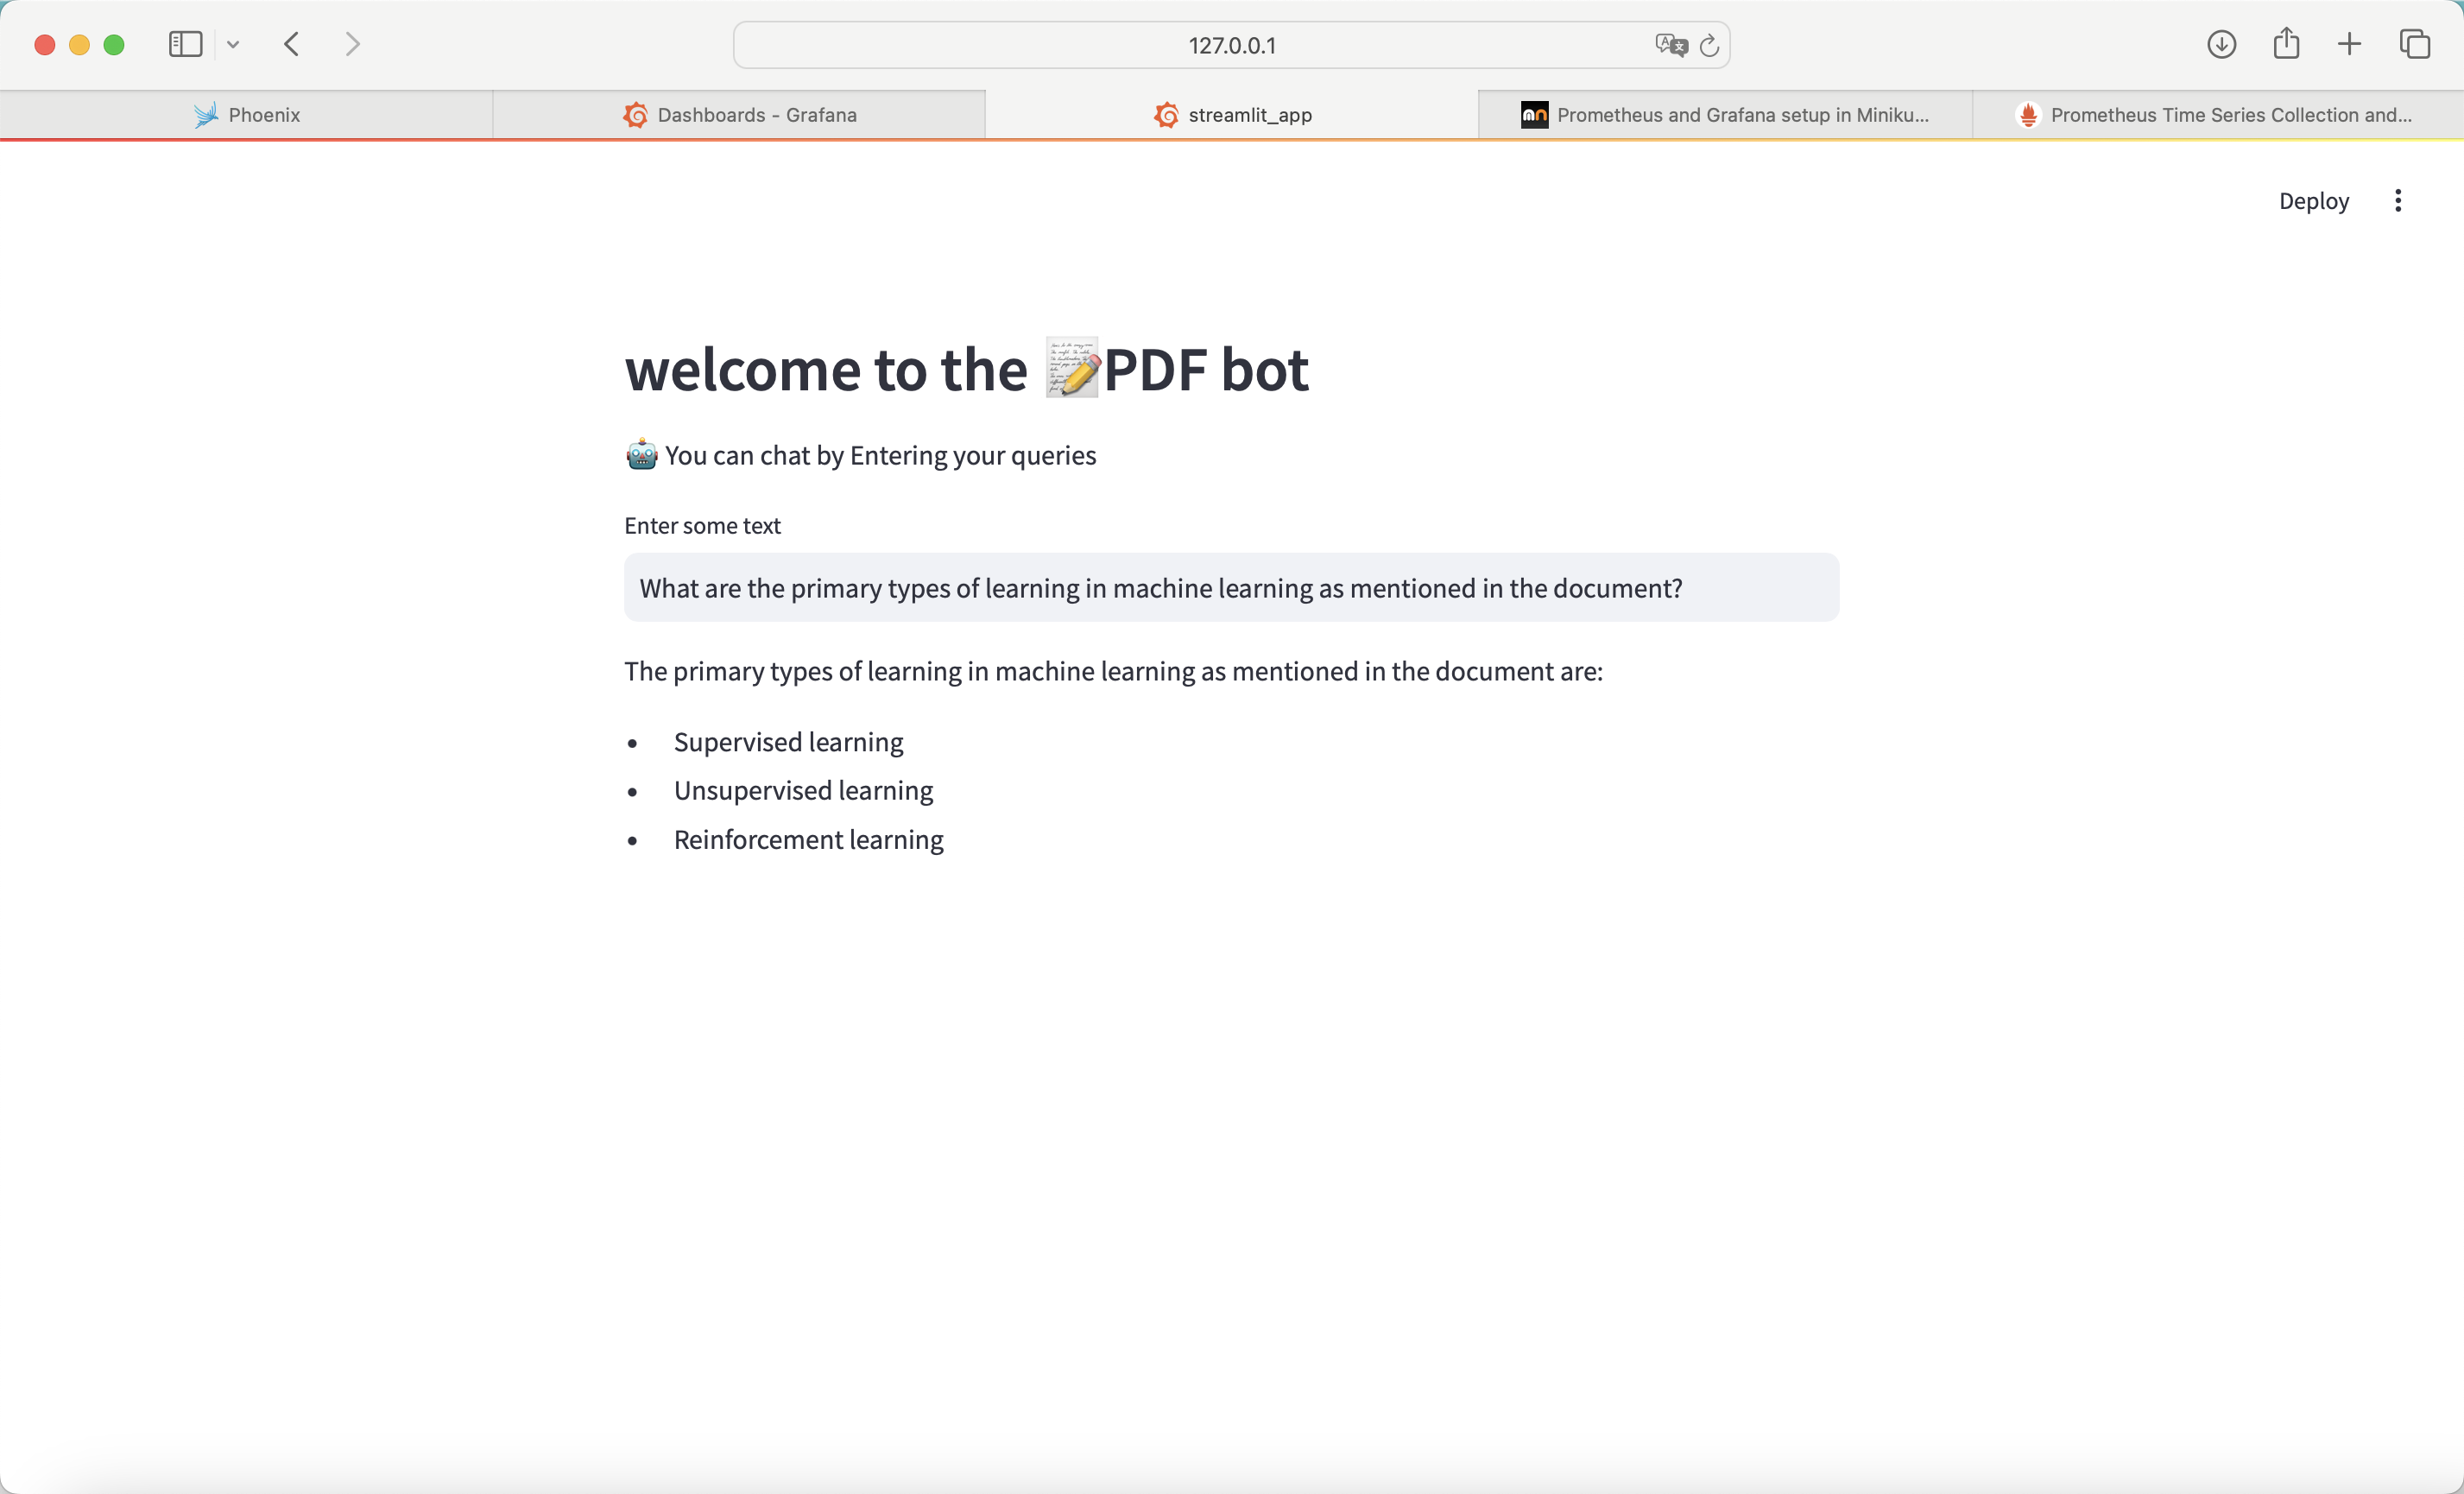 127.0.0.1
Phoenix
Dashboards - Grafana
streamlit_app
Prometheus and Grafana setup in Miniku...
Prometheus Time Series Collection and...
Deploy
welcome to the 📝PDF bot
🤖 You can chat by Entering your queries
Enter some text
What are the primary types of learning in machine learning as mentioned in the document?
The primary types of learning in machine learning as mentioned in the document are:
• Supervised learning
• Unsupervised learning
• Reinforcement learning